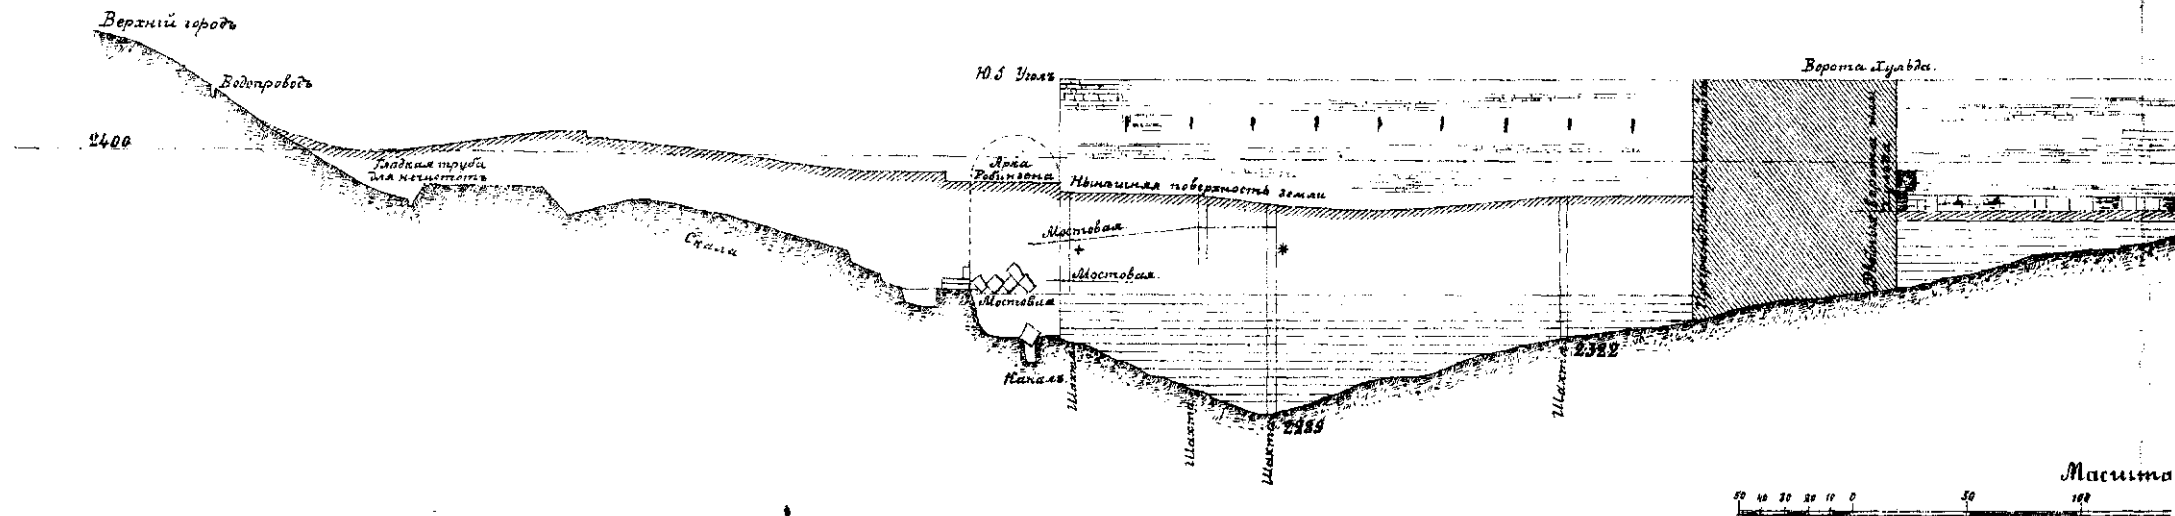 Верхній городъ
Водопроводъ
2400
Гладкая труба
для нечистотъ
Скала
Ю.З Уголъ
Арка
Робинзона
Нынѣшняя поверхность земли
Мостовая
Мостовая.
Мостовая
Каналъ
Шахта
Шахта
Шахта
2289
Шахта
2322
Ворота Хульда.
Масшта
50 40 30 20 10 0 50 100